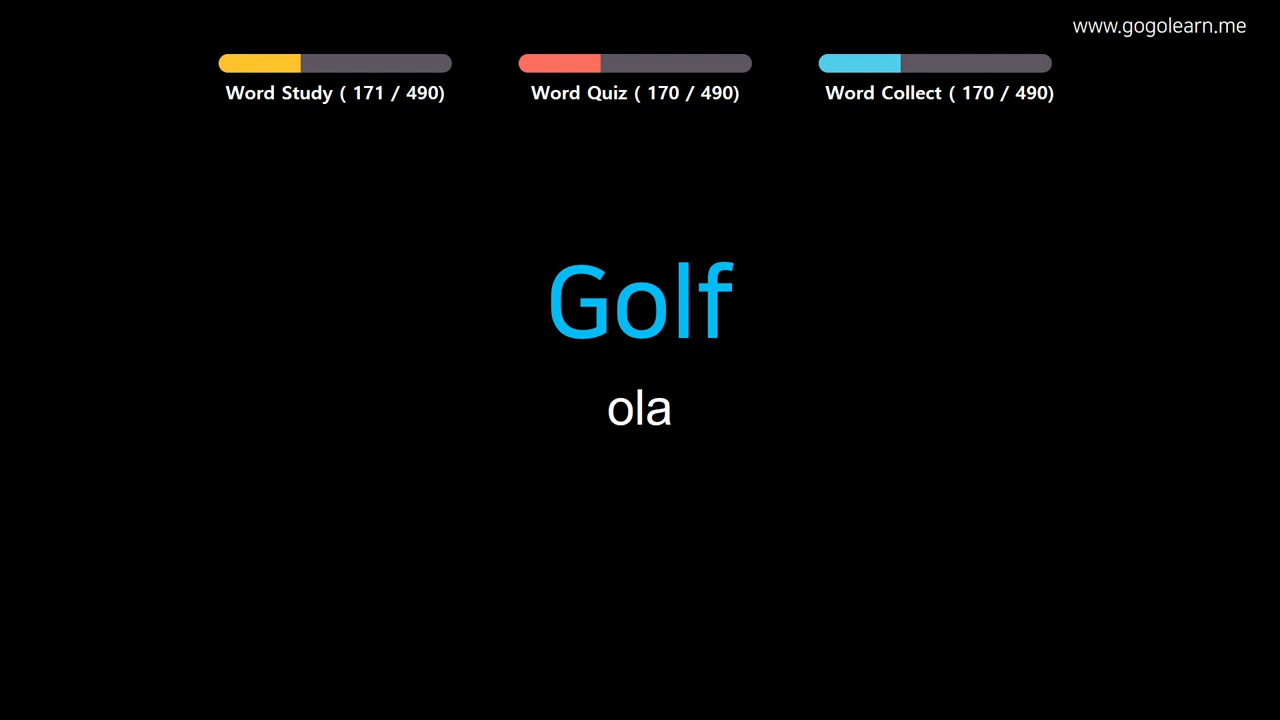 www.gogolearn.me
Word Study ( 171 / 490)
Word Quiz ( 170 / 490)
Word Collect ( 170 / 490)
Golf
ola